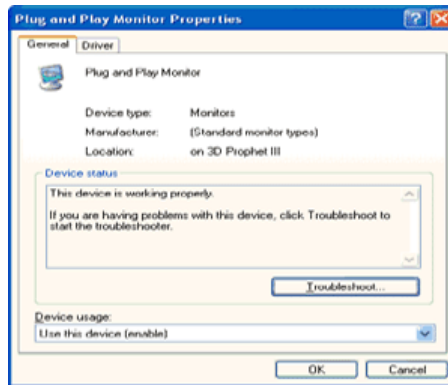 Plug and Play Monitor Properties
General Driver
Plug and Play Monitor
Device type: Monitors
Manufacturer: (Standard monitor types)
Location: on 3D Prophet III
Device status
This device is working properly.
If you are having problems with this device, click Troubleshoot to
start the troubleshooter.
Troubleshoot...
Device usage:
Use this device (enable)
OK Cancel